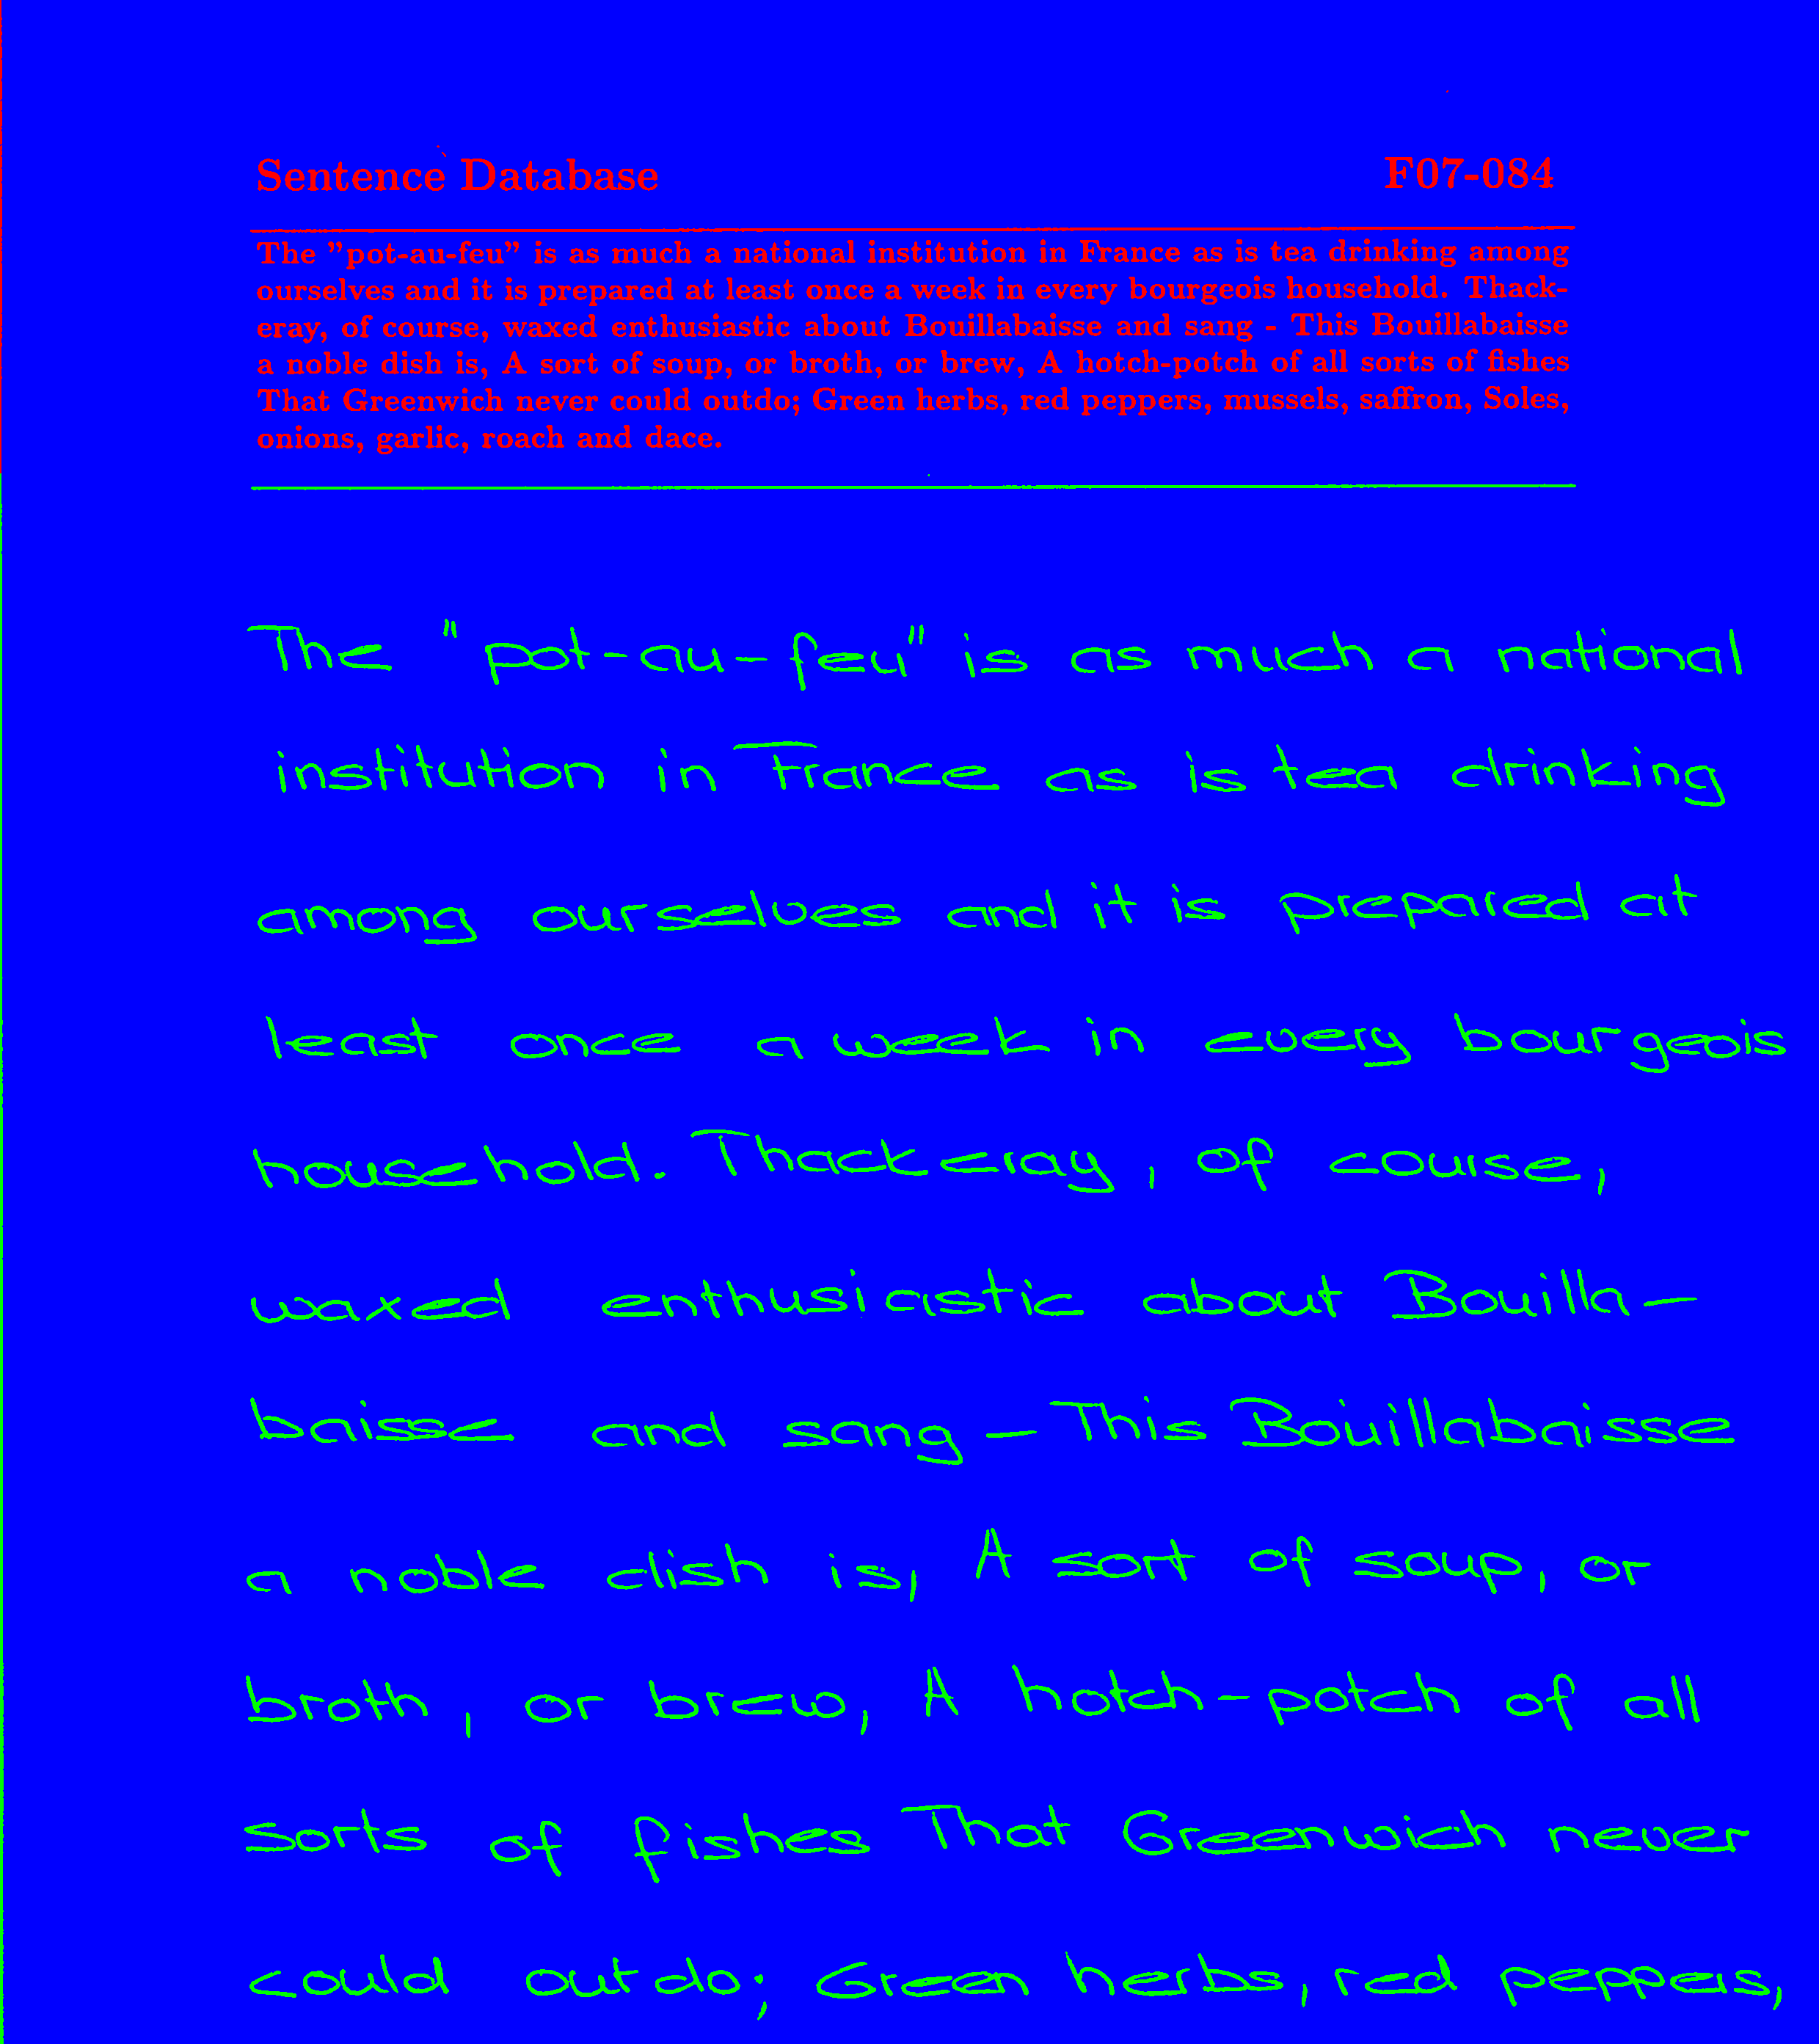 Sentence Database F07-084
The "pot-au-feu" is as much a national institution in France as is tea drinking among
ourselves and it is prepared at least once a week in every bourgeois household. Thack-
eray, of course, waxed enthusiastic about Bouillabaisse and sang - This Bouillabaisse
a noble dish is, A sort of soup, or broth, or brew, A hotch-potch of all sorts of fishes
That Greenwich never could outdo; Green herbs, red peppers, mussels, saffron, Soles,
onions, garlic, roach and dace.
The "pot-au-feu" is as much a national
institution in France as is tea drinking
among ourselves and it is prepared at
least once a week in every bourgeois
household. Thackeray, of course,
waxed enthusiastic about Bouilla-
baisse and sang - This Bouillabaisse
a noble dish is, A sort of soup, or
broth, or brew, A hotch-potch of all
sorts of fishes That Greenwich never
could outdo; Green herbs, red peppers,